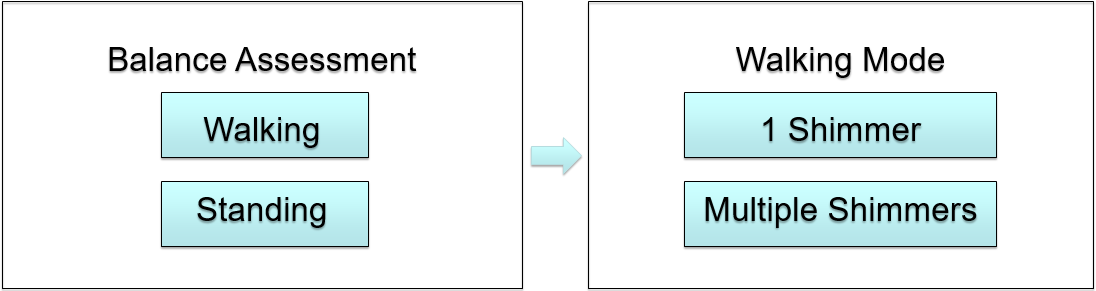 Balance Assessment
Walking
Standing
Walking Mode
1 Shimmer
Multiple Shimmers